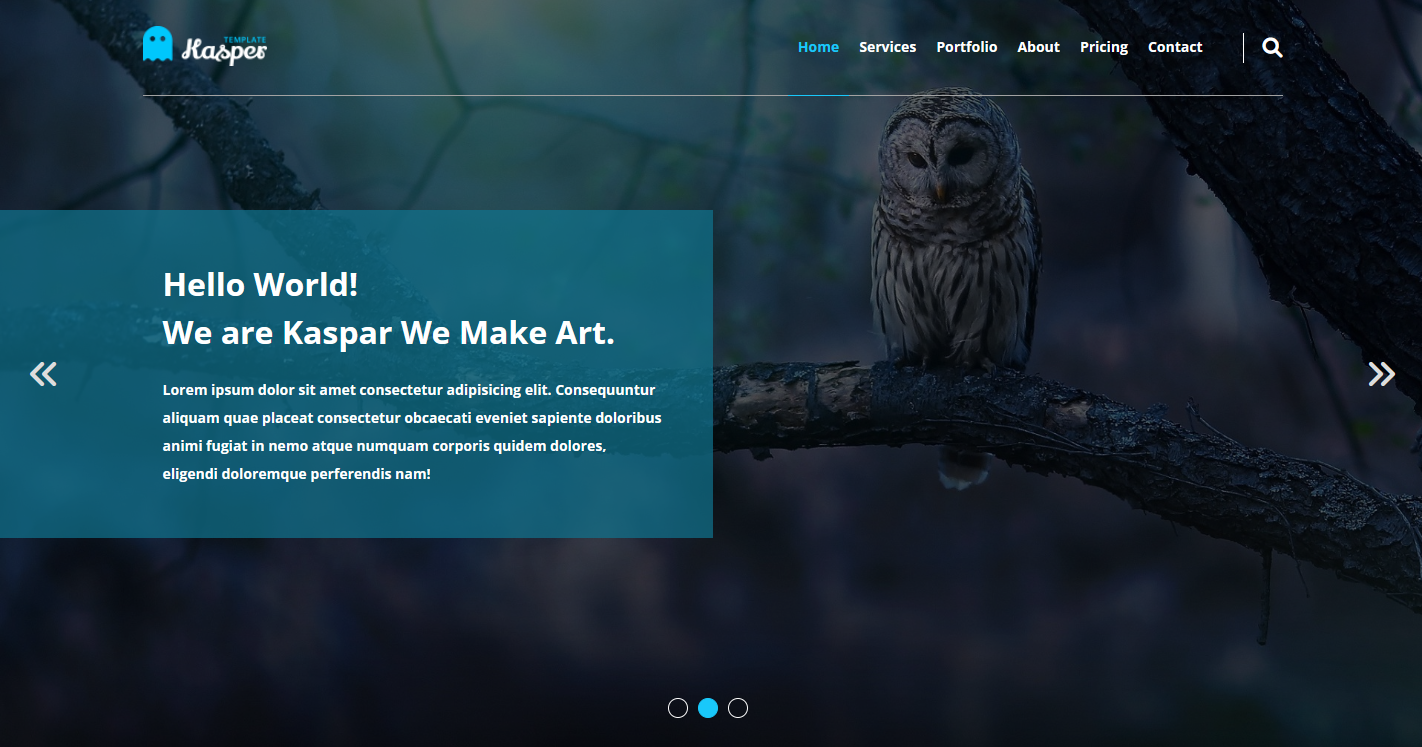 TEMPLATE
Kasper
Home Services Portfolio About Pricing Contact
Hello World!
We are Kaspar We Make Art.
Lorem ipsum dolor sit amet consectetur adipisicing elit. Consequuntur
aliquam quae placeat consectetur obcaecati eveniet sapiente doloribus
animi fugiat in nemo atque numquam corporis quidem dolores,
eligendi doloremque perferendis nam!